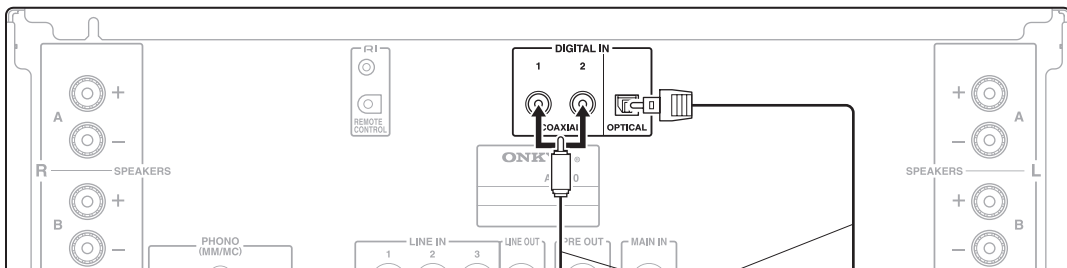 RI
REMOTE
CONTROL
DIGITAL IN
1
2
COAXIAL
OPTICAL
A
+
−
R
SPEAKERS
B
+
−
+
A
−
SPEAKERS
L
+
B
−
PHONO
(MM/MC)
LINE IN
1
2
3
LINE OUT
PRE OUT
MAIN IN